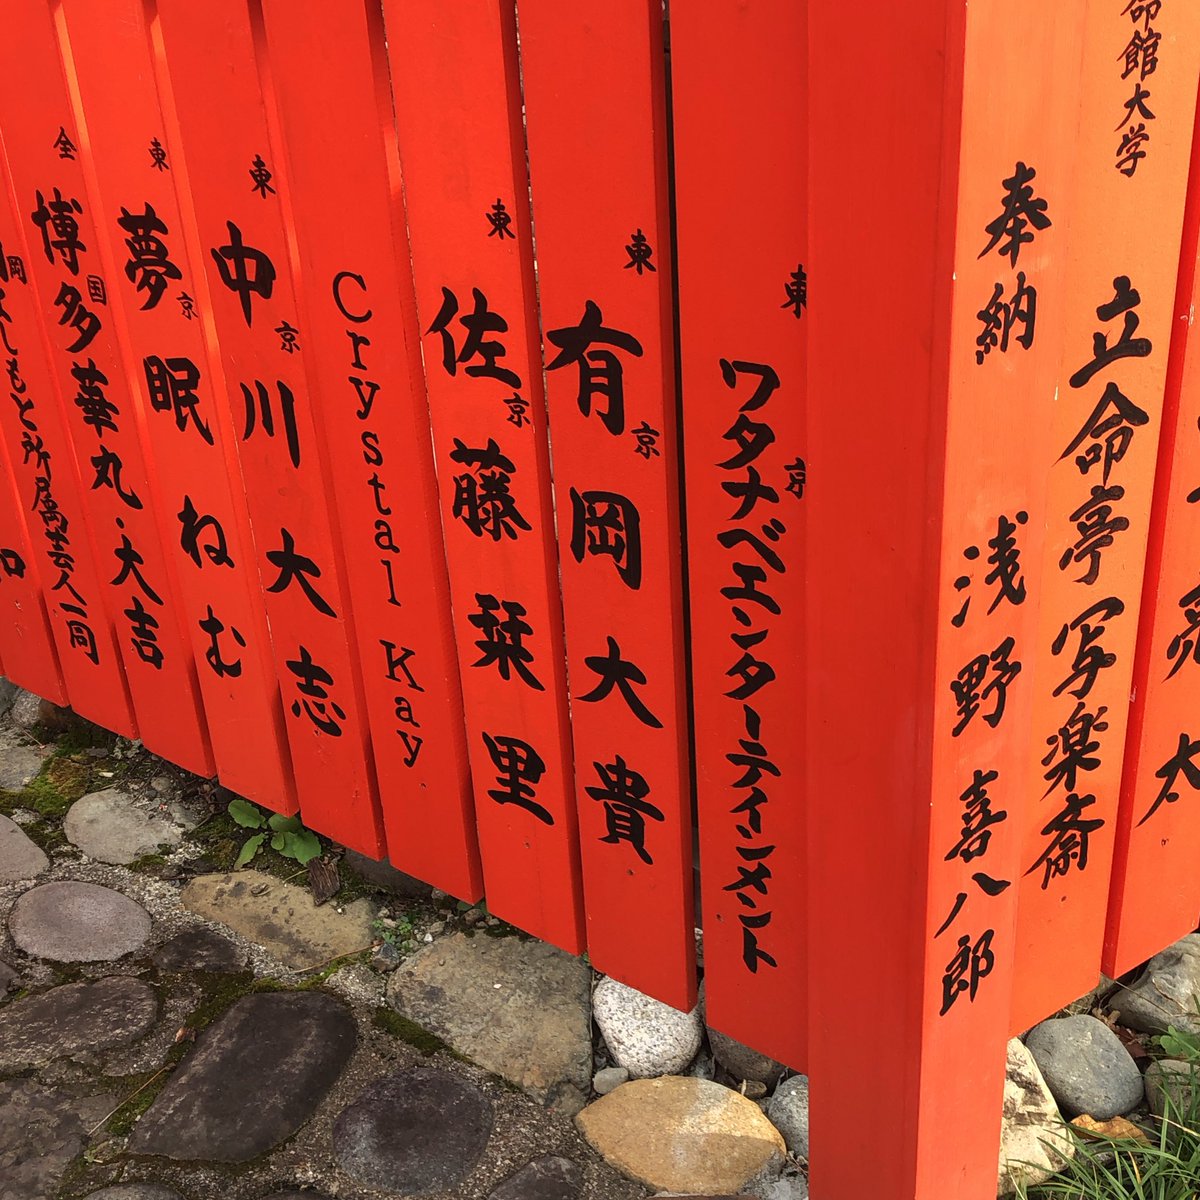 命館大学
立命亭写楽斎
奉納 浅野喜八郎
東京
ワタナベエンターテインメント
東京
有岡大貴
東京
佐藤栞里
Crystal Kay
東京
中川大志
東京
夢眠ねむ
全国
博多華丸・大吉
岡
よしもと所属芸人一同